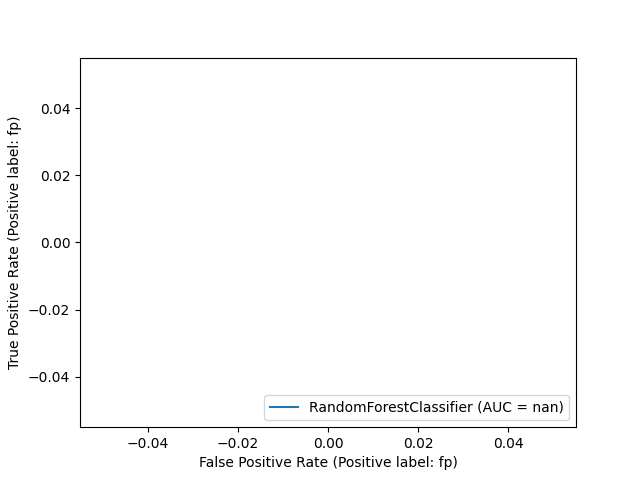 True Positive Rate (Positive label: fp)
0.04
0.02
0.00
−0.02
−0.04
RandomForestClassifier (AUC = nan)
−0.04 −0.02 0.00 0.02 0.04
False Positive Rate (Positive label: fp)